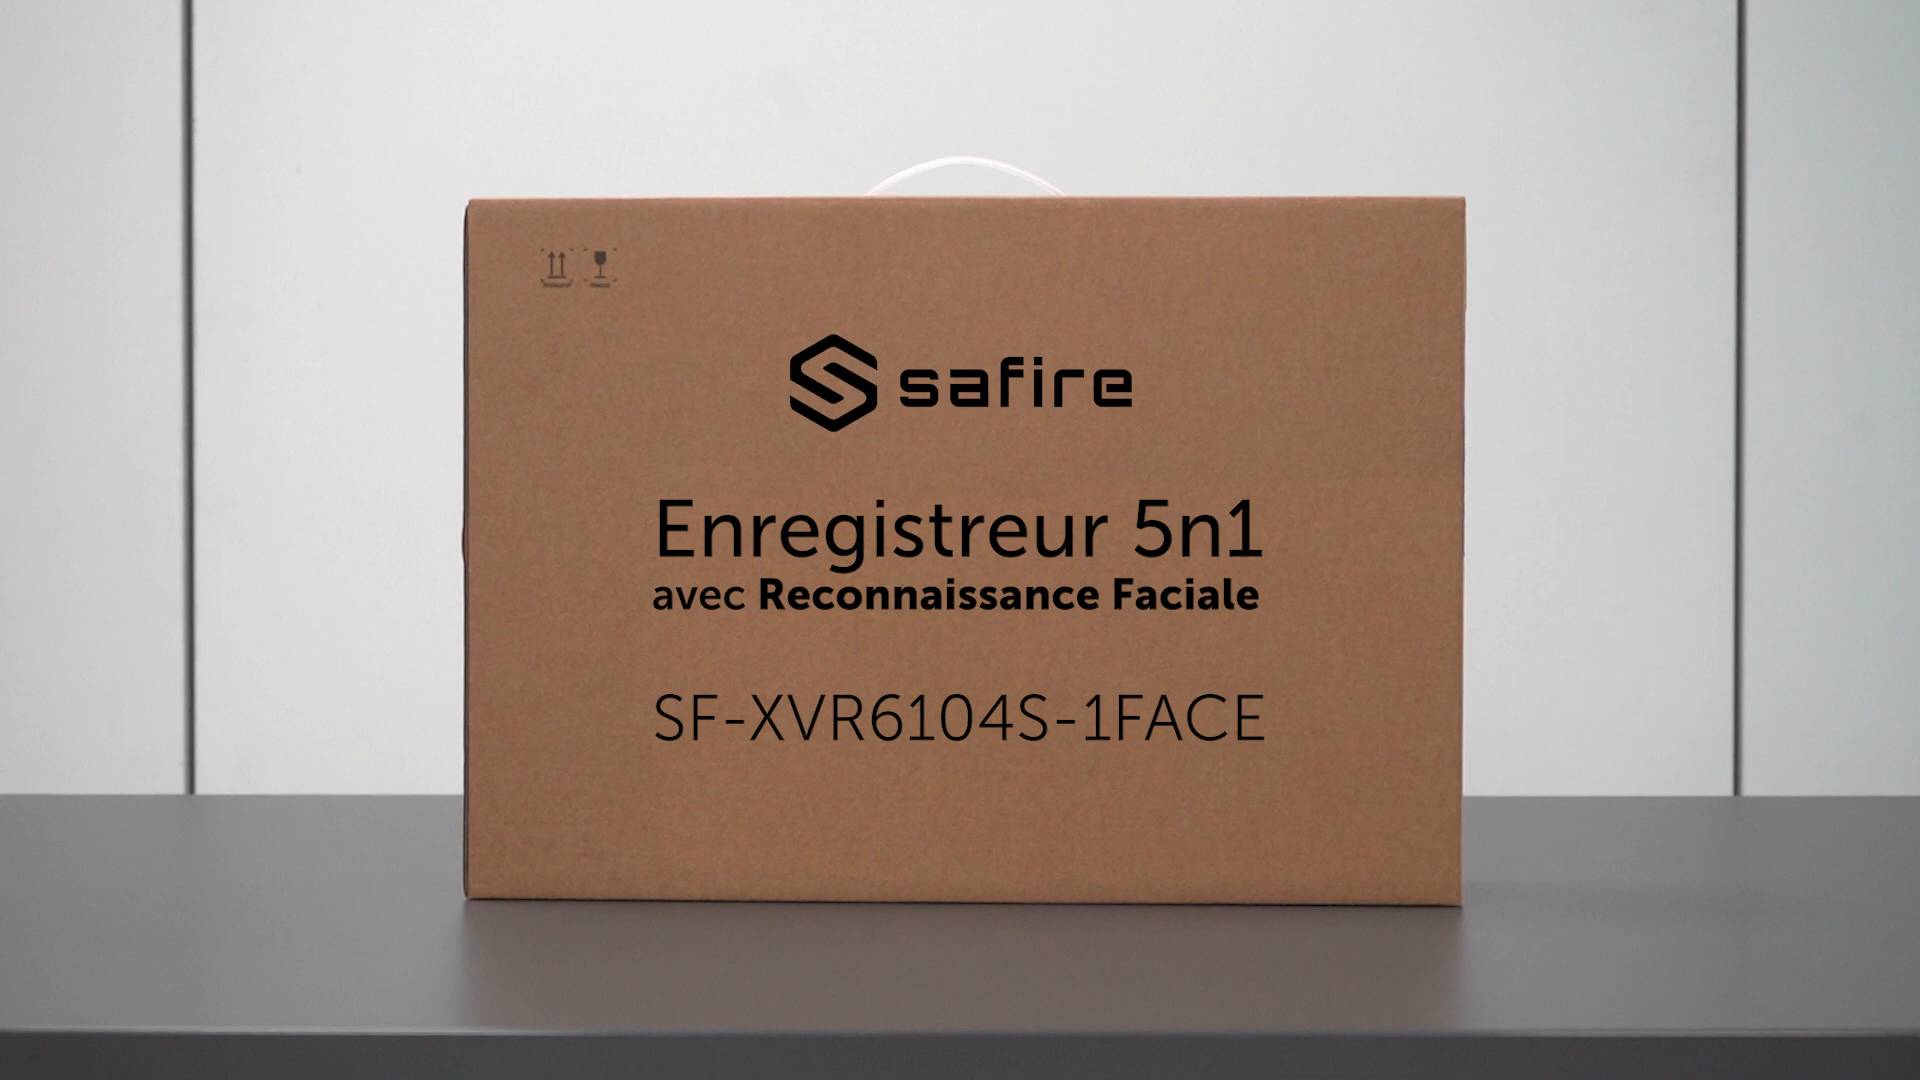 safire
Enregistreur 5n1
avec Reconnaissance Faciale
SF-XVR6104S-1FACE